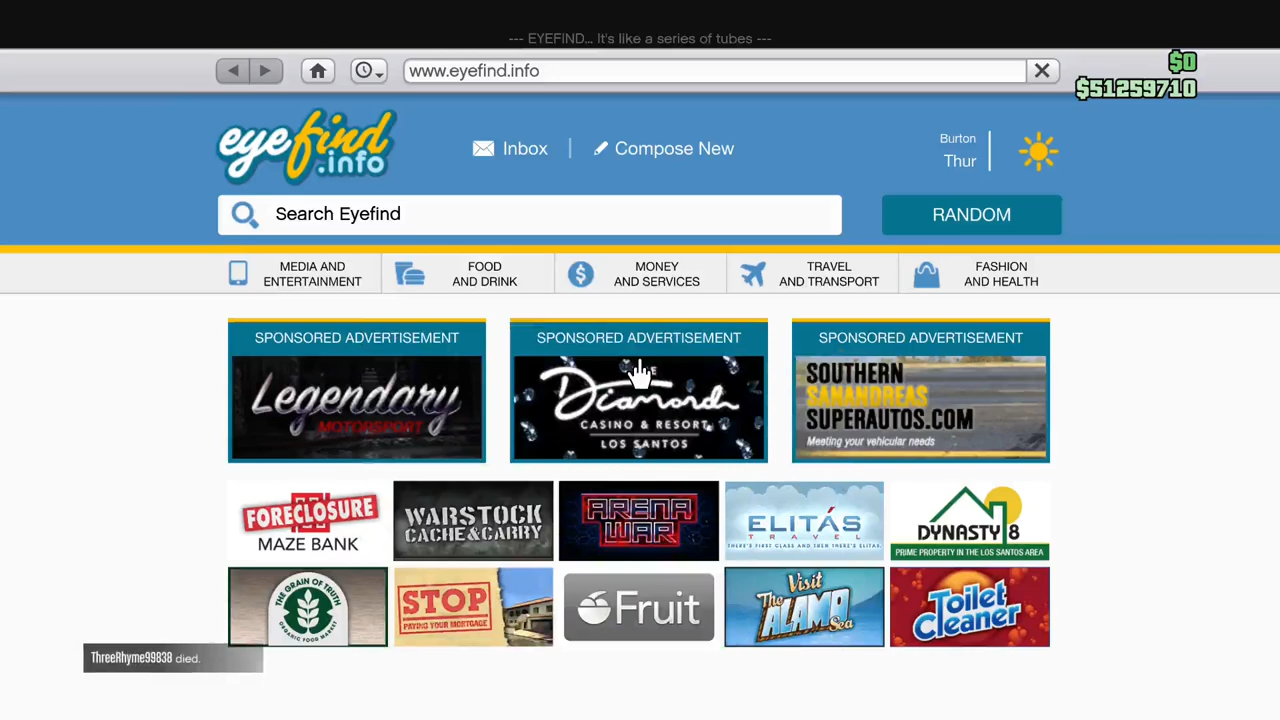 --- EYEFIND... It's like a series of tubes ---
www.eyefind.info
$0
$51259710
eyefind
.info
Inbox
Compose New
Burton
Thur
Search Eyefind
RANDOM
MEDIA AND
ENTERTAINMENT
FOOD
AND DRINK
MONEY
AND SERVICES
TRAVEL
AND TRANSPORT
FASHION
AND HEALTH
SPONSORED ADVERTISEMENT
Legendary
MOTORSPORT
SPONSORED ADVERTISEMENT
Diamond
CASINO & RESORT
LOS SANTOS
SPONSORED ADVERTISEMENT
SOUTHERN
SANANDREAS
SUPERAUTOS.COM
Meeting your vehicular needs
FORECLOSURE
MAZE BANK
WARSTOCK
CACHE&CARRY
ARENA
WAR
ELITÁS
TRAVEL
THERE'S FIRST CLASS AND THEN THERE'S ELITAS.
DYNASTY 8
PRIME PROPERTY IN THE LOS SANTOS AREA
THE GRAIN OF TRUTH
ORGANIC FOOD MARKET
STOP
PAYING YOUR MORTGAGE
Fruit
Visit
The ALAMO
Sea
Toilet
Cleaner
ThreeRhyme99838 died.